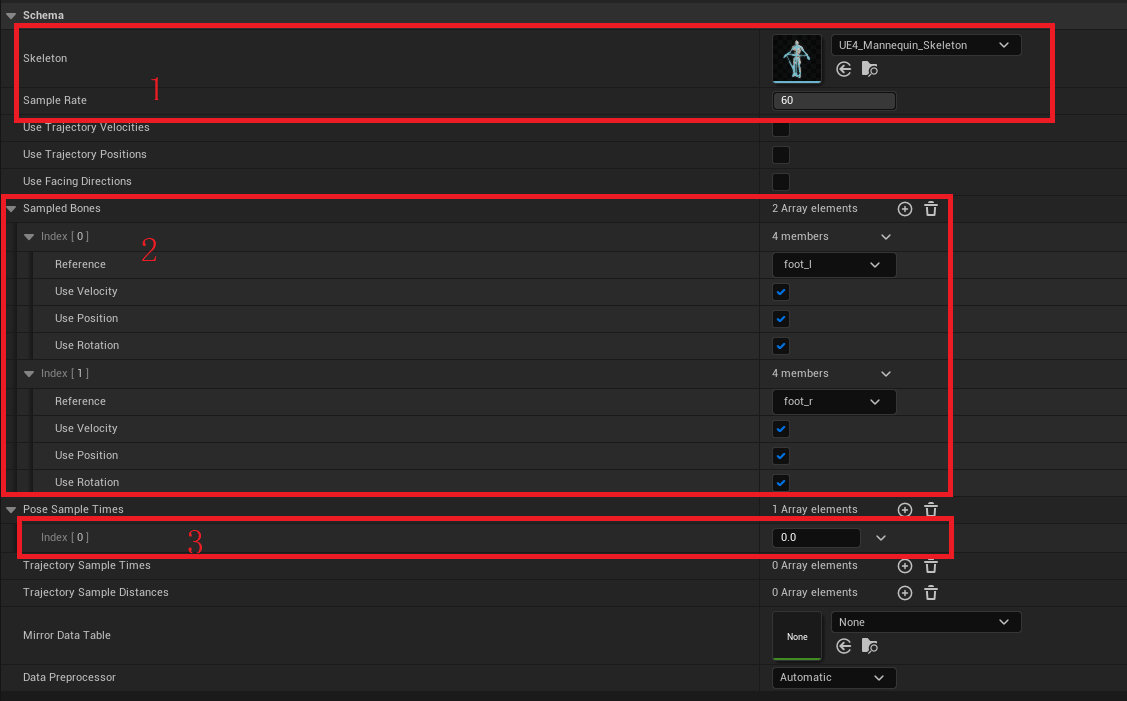 Schema
Skeleton
UE4_Mannequin_Skeleton
1
Sample Rate
60
Use Trajectory Velocities
Use Trajectory Positions
Use Facing Directions
Sampled Bones
2 Array elements
Index [ 0 ]
2
4 members
Reference
foot_l
Use Velocity
Use Position
Use Rotation
Index [ 1 ]
4 members
Reference
foot_r
Use Velocity
Use Position
Use Rotation
Pose Sample Times
1 Array elements
Index [ 0 ]
3
0.0
Trajectory Sample Times
0 Array elements
Trajectory Sample Distances
0 Array elements
Mirror Data Table
None
None
Data Preprocessor
Automatic